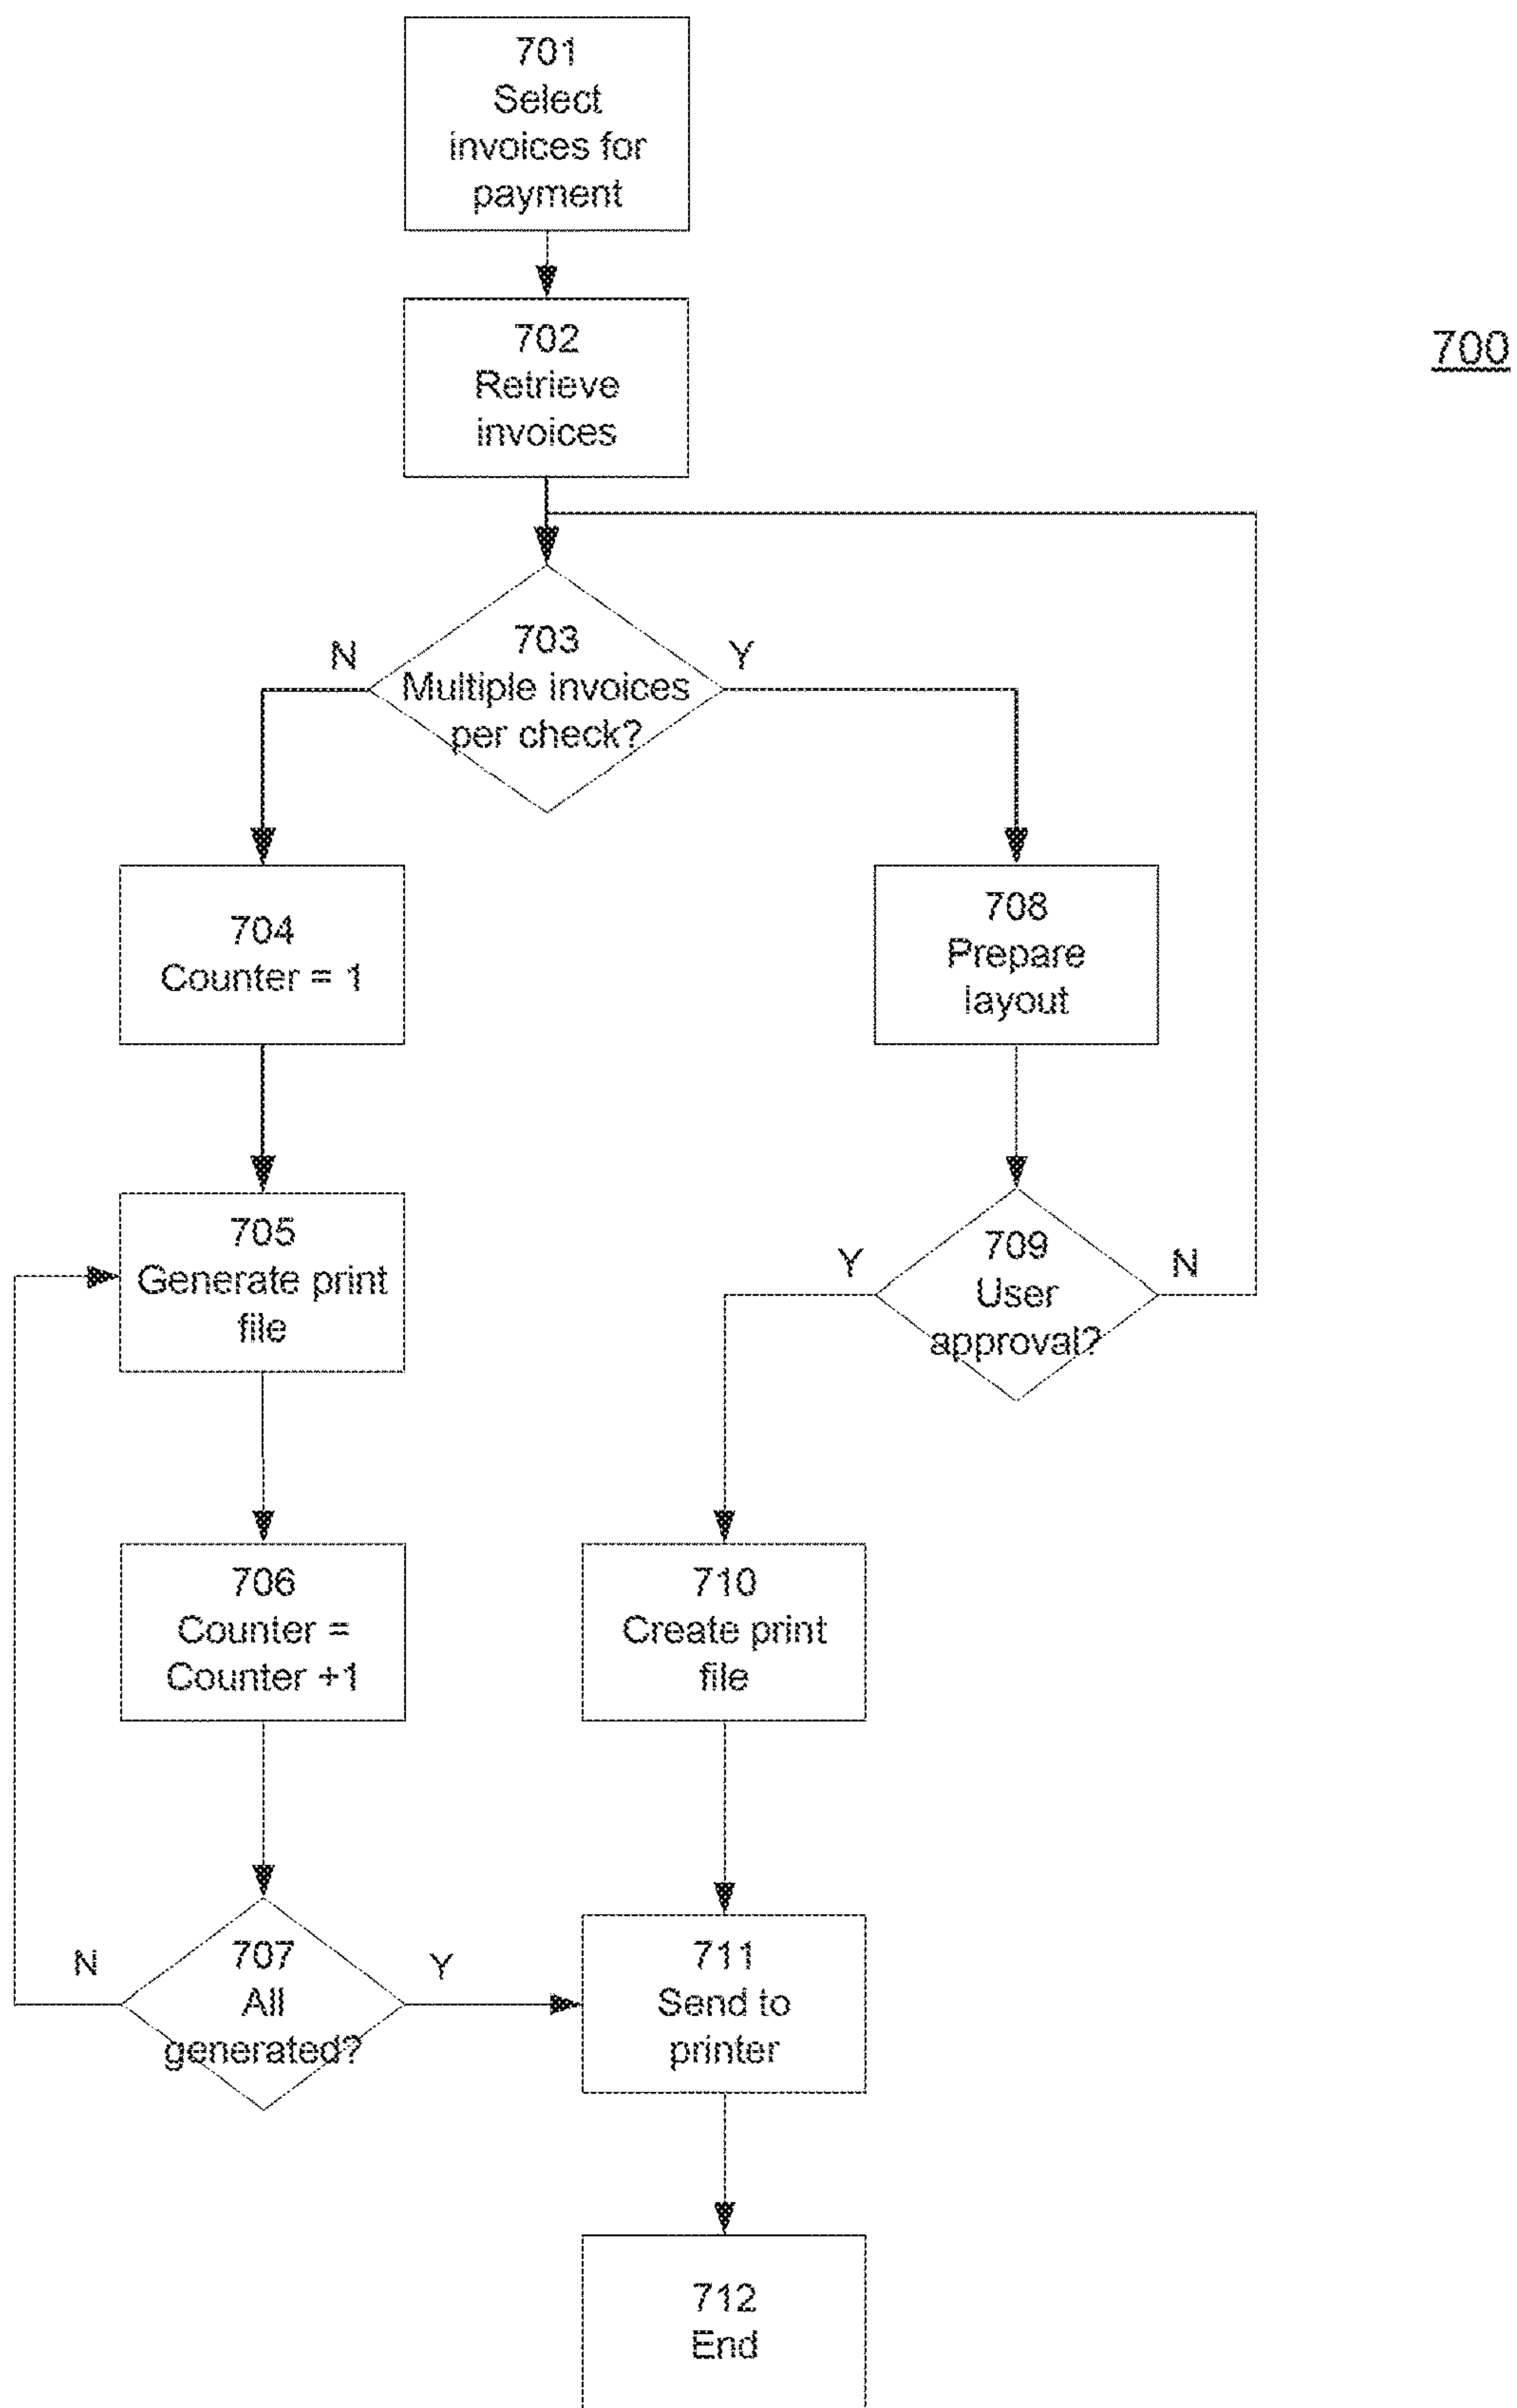 701
Select
invoices for
payment
702
Retrieve
invoices
700
N
703
Y
Multiple invoices
per check?
704
Counter = 1
708
Prepare
layout
705
Generate print
file
Y
709
N
User
approval?
706
Counter =
Counter +1
710
Create print
file
N
707
Y
All
generated?
711
Send to
printer
712
End